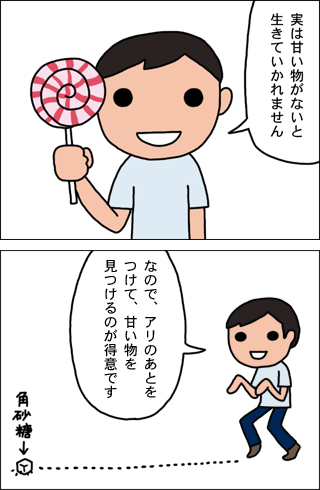 実は甘い物がないと
生きていかれません
なので、アリのあとを
つけて、甘い物を
見つけるのが得意です
角砂糖→